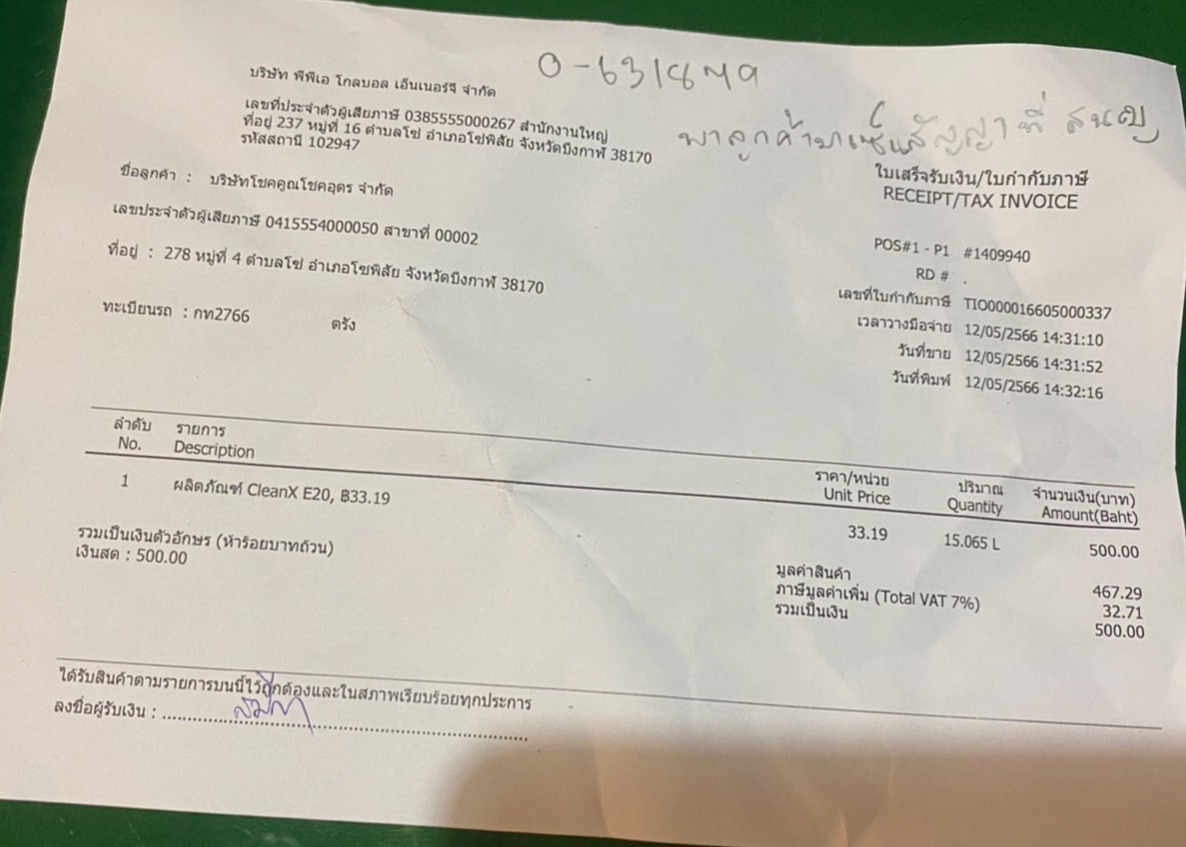 0-631879
พาลูกค้ามาเซ็นสัญญาที่ สนญ
บริษัท พีพีเอ โกลบอล เอ็นเนอร์จี จำกัด
เลขที่ประจำตัวผู้เสียภาษี 0385555000267 สำนักงานใหญ่
ที่อยู่ 237 หมู่ที่ 16 ตำบลโซ่ อำเภอโซ่พิสัย จังหวัดบึงกาฬ 38170
รหัสสถานี 102947
ใบเสร็จรับเงิน/ใบกำกับภาษี
RECEIPT/TAX INVOICE
ชื่อลูกค้า : บริษัทโชคคูณโชคอุดร จำกัด
เลขประจำตัวผู้เสียภาษี 0415554000050 สาขาที่ 00002
ที่อยู่ : 278 หมู่ที่ 4 ตำบลโซ่ อำเภอโซพิสัย จังหวัดบึงกาฬ 38170
ทะเบียนรถ : กท2766 ตรัง
POS#1 - P1 #1409940
RD # .
เลขที่ใบกำกับภาษี TIO000016605000337
เวลาวางมือจ่าย 12/05/2566 14:31:10
วันที่ขาย 12/05/2566 14:31:52
วันที่พิมพ์ 12/05/2566 14:32:16
ลำดับ รายการ ราคา/หน่วย ปริมาณ จำนวนเงิน(บาท)
No. Description Unit Price Quantity Amount(Baht)
1 ผลิตภัณฑ์ CleanX E20, B33.19 33.19 15.065 L 500.00
รวมเป็นเงินตัวอักษร (ห้าร้อยบาทถ้วน)
เงินสด : 500.00
มูลค่าสินค้า 467.29
ภาษีมูลค่าเพิ่ม (Total VAT 7%) 32.71
รวมเป็นเงิน 500.00
ได้รับสินค้าตามรายการบนนี้ไว้ถูกต้องและในสภาพเรียบร้อยทุกประการ
ลงชื่อผู้รับเงิน : ........................